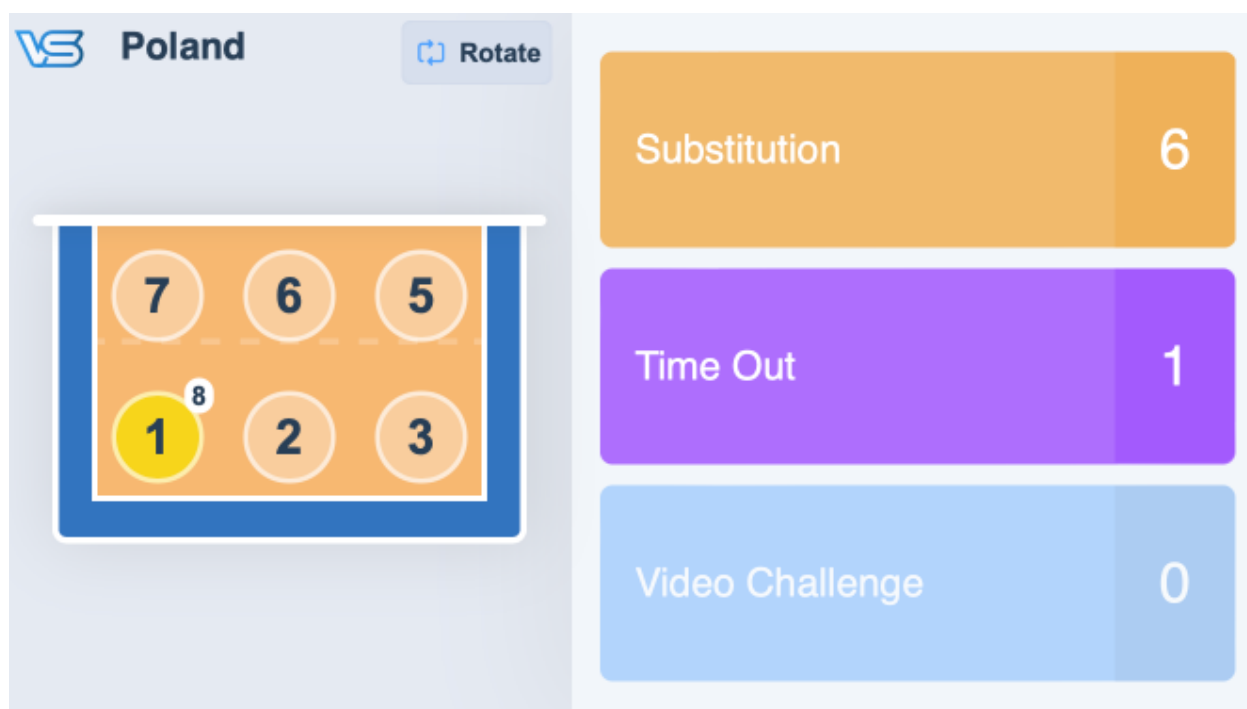 VS Poland
Rotate
7 6 5
8
1 2 3
Substitution 6
Time Out 1
Video Challenge 0